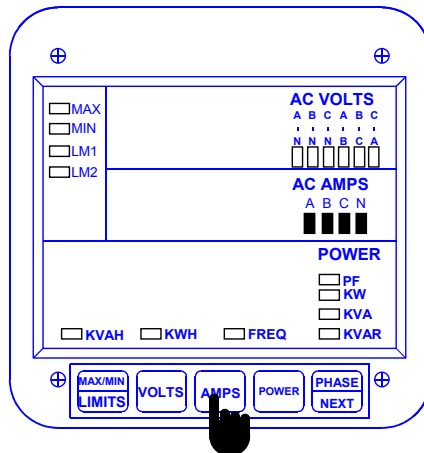 MAX
MIN
LM1
LM2
AC VOLTS
A B C A B C
- - - - - -
N N N B C A
AC AMPS
A B C N
POWER
PF
KW
KVA
KVAH KWH FREQ KVAR
MAX/MIN
LIMITS
VOLTS
AMPS
POWER
PHASE
NEXT